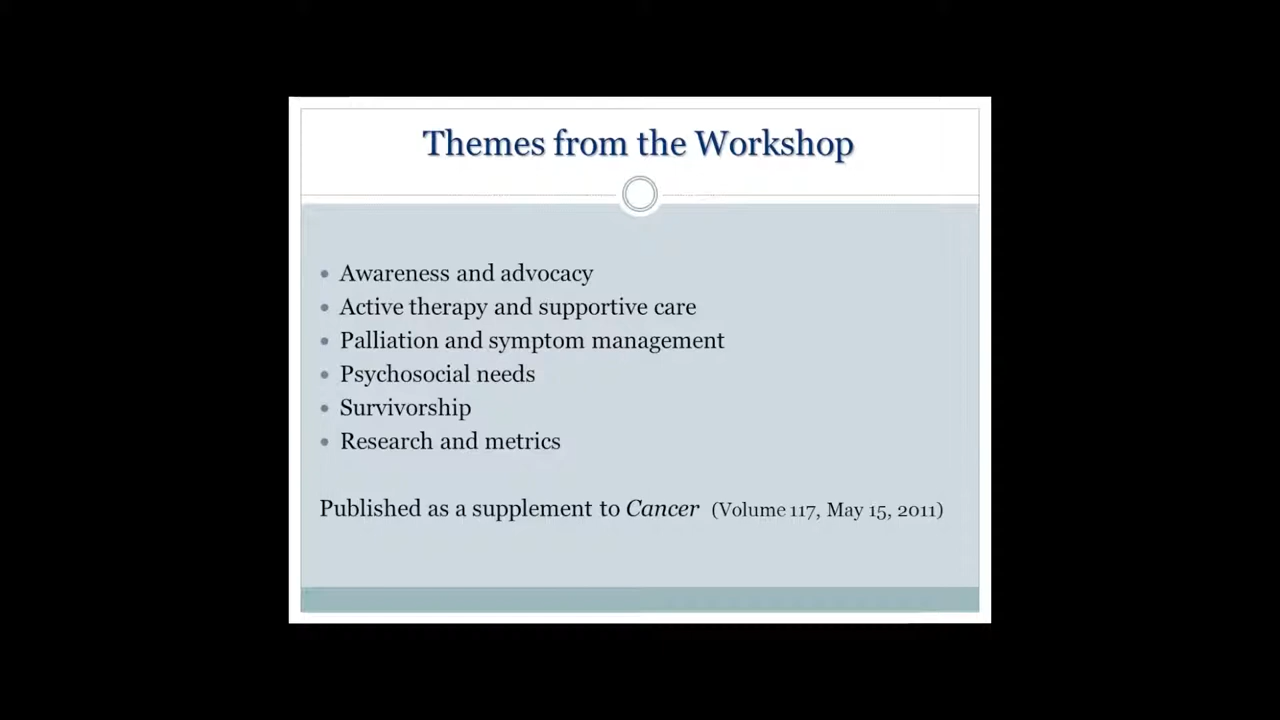 Themes from the Workshop
• Awareness and advocacy
• Active therapy and supportive care
• Palliation and symptom management
• Psychosocial needs
• Survivorship
• Research and metrics
Published as a supplement to Cancer (Volume 117, May 15, 2011)